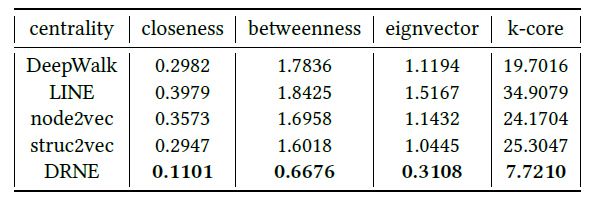 centrality closeness betweenness eignvector k-core
DeepWalk 0.2982 1.7836 1.1194 19.7016
LINE 0.3979 1.8425 1.5167 34.9079
node2vec 0.3573 1.6958 1.1432 24.1704
struc2vec 0.2947 1.6018 1.0445 25.3047
DRNE 0.1101 0.6676 0.3108 7.7210